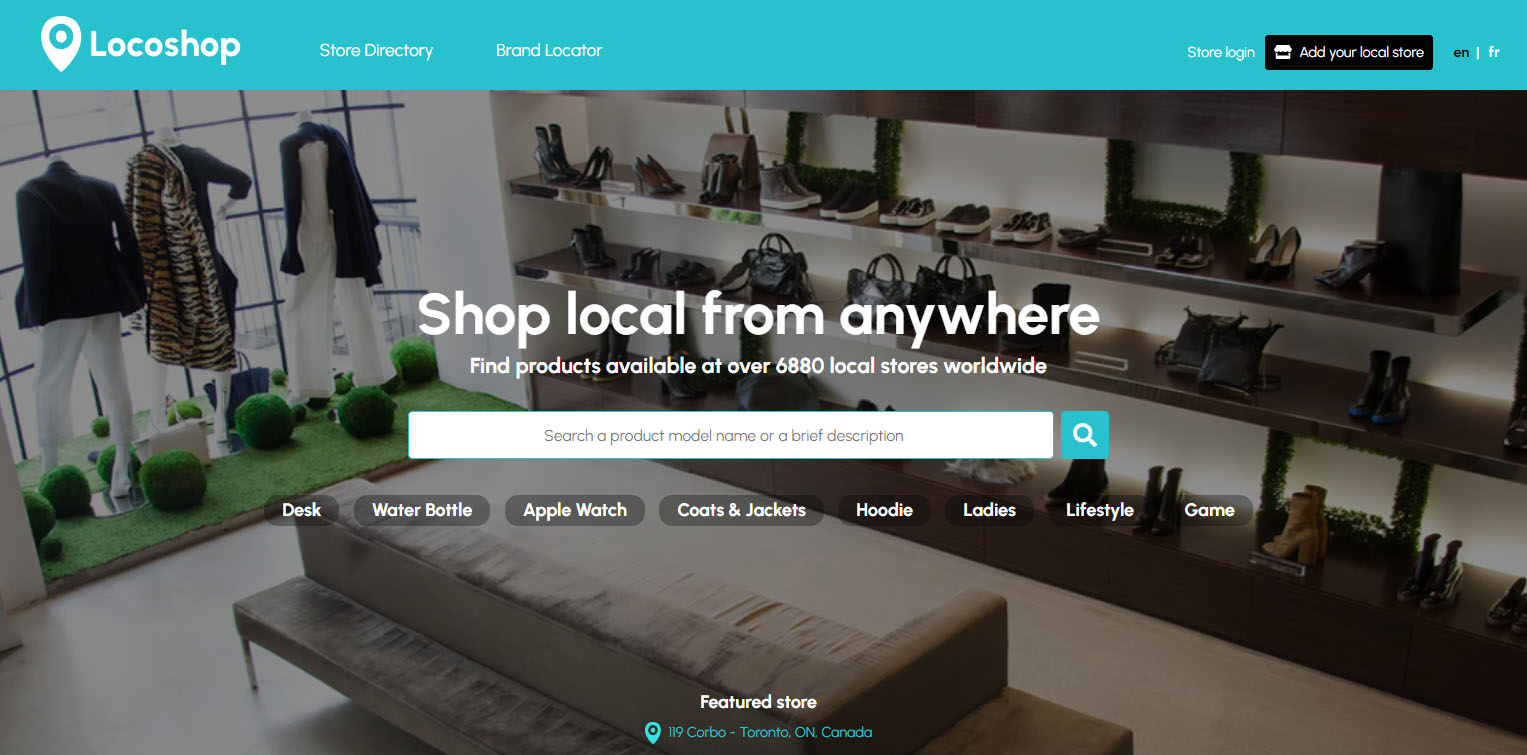 Locoshop
Store Directory
Brand Locator
Store login
Add your local store
en | fr
Shop local from anywhere
Find products available at over 6880 local stores worldwide
Search a product model name or a brief description
Desk
Water Bottle
Apple Watch
Coats & Jackets
Hoodie
Ladies
Lifestyle
Game
Featured store
119 Corbo - Toronto, ON, Canada